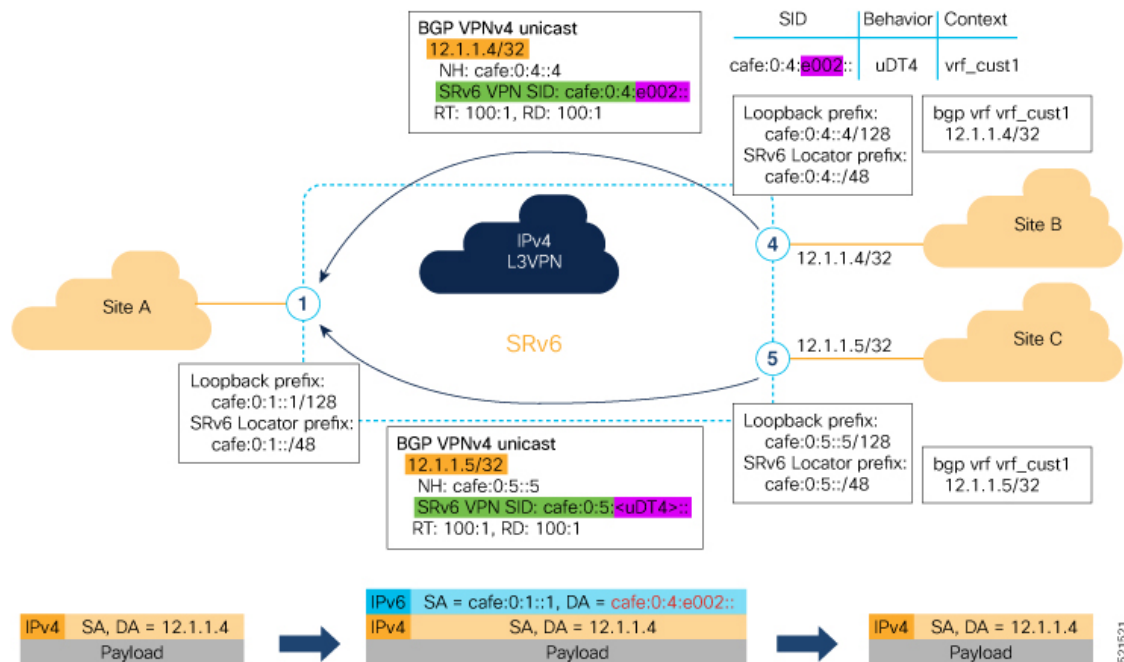 BGP VPNv4 unicast
12.1.1.4/32
NH: cafe:0:4::4
SRv6 VPN SID: cafe:0:4:e002::
RT: 100:1, RD: 100:1
SID Behavior Context
cafe:0:4:e002:: uDT4 vrf_cust1
Loopback prefix:
cafe:0:4::4/128
SRv6 Locator prefix:
cafe:0:4::/48
bgp vrf vrf_cust1
12.1.1.4/32
IPv4
L3VPN
Site A
1
SRv6
4
12.1.1.4/32
Site B
5
12.1.1.5/32
Site C
Loopback prefix:
cafe:0:1::1/128
SRv6 Locator prefix:
cafe:0:1::/48
BGP VPNv4 unicast
12.1.1.5/32
NH: cafe:0:5::5
SRv6 VPN SID: cafe:0:5:<uDT4>::
RT: 100:1, RD: 100:1
Loopback prefix:
cafe:0:5::5/128
SRv6 Locator prefix:
cafe:0:5::/48
bgp vrf vrf_cust1
12.1.1.5/32
IPv4 SA, DA = 12.1.1.4
Payload
IPv6 SA = cafe:0:1::1, DA = cafe:0:4:e002::
IPv4 SA, DA = 12.1.1.4
Payload
IPv4 SA, DA = 12.1.1.4
Payload
521521